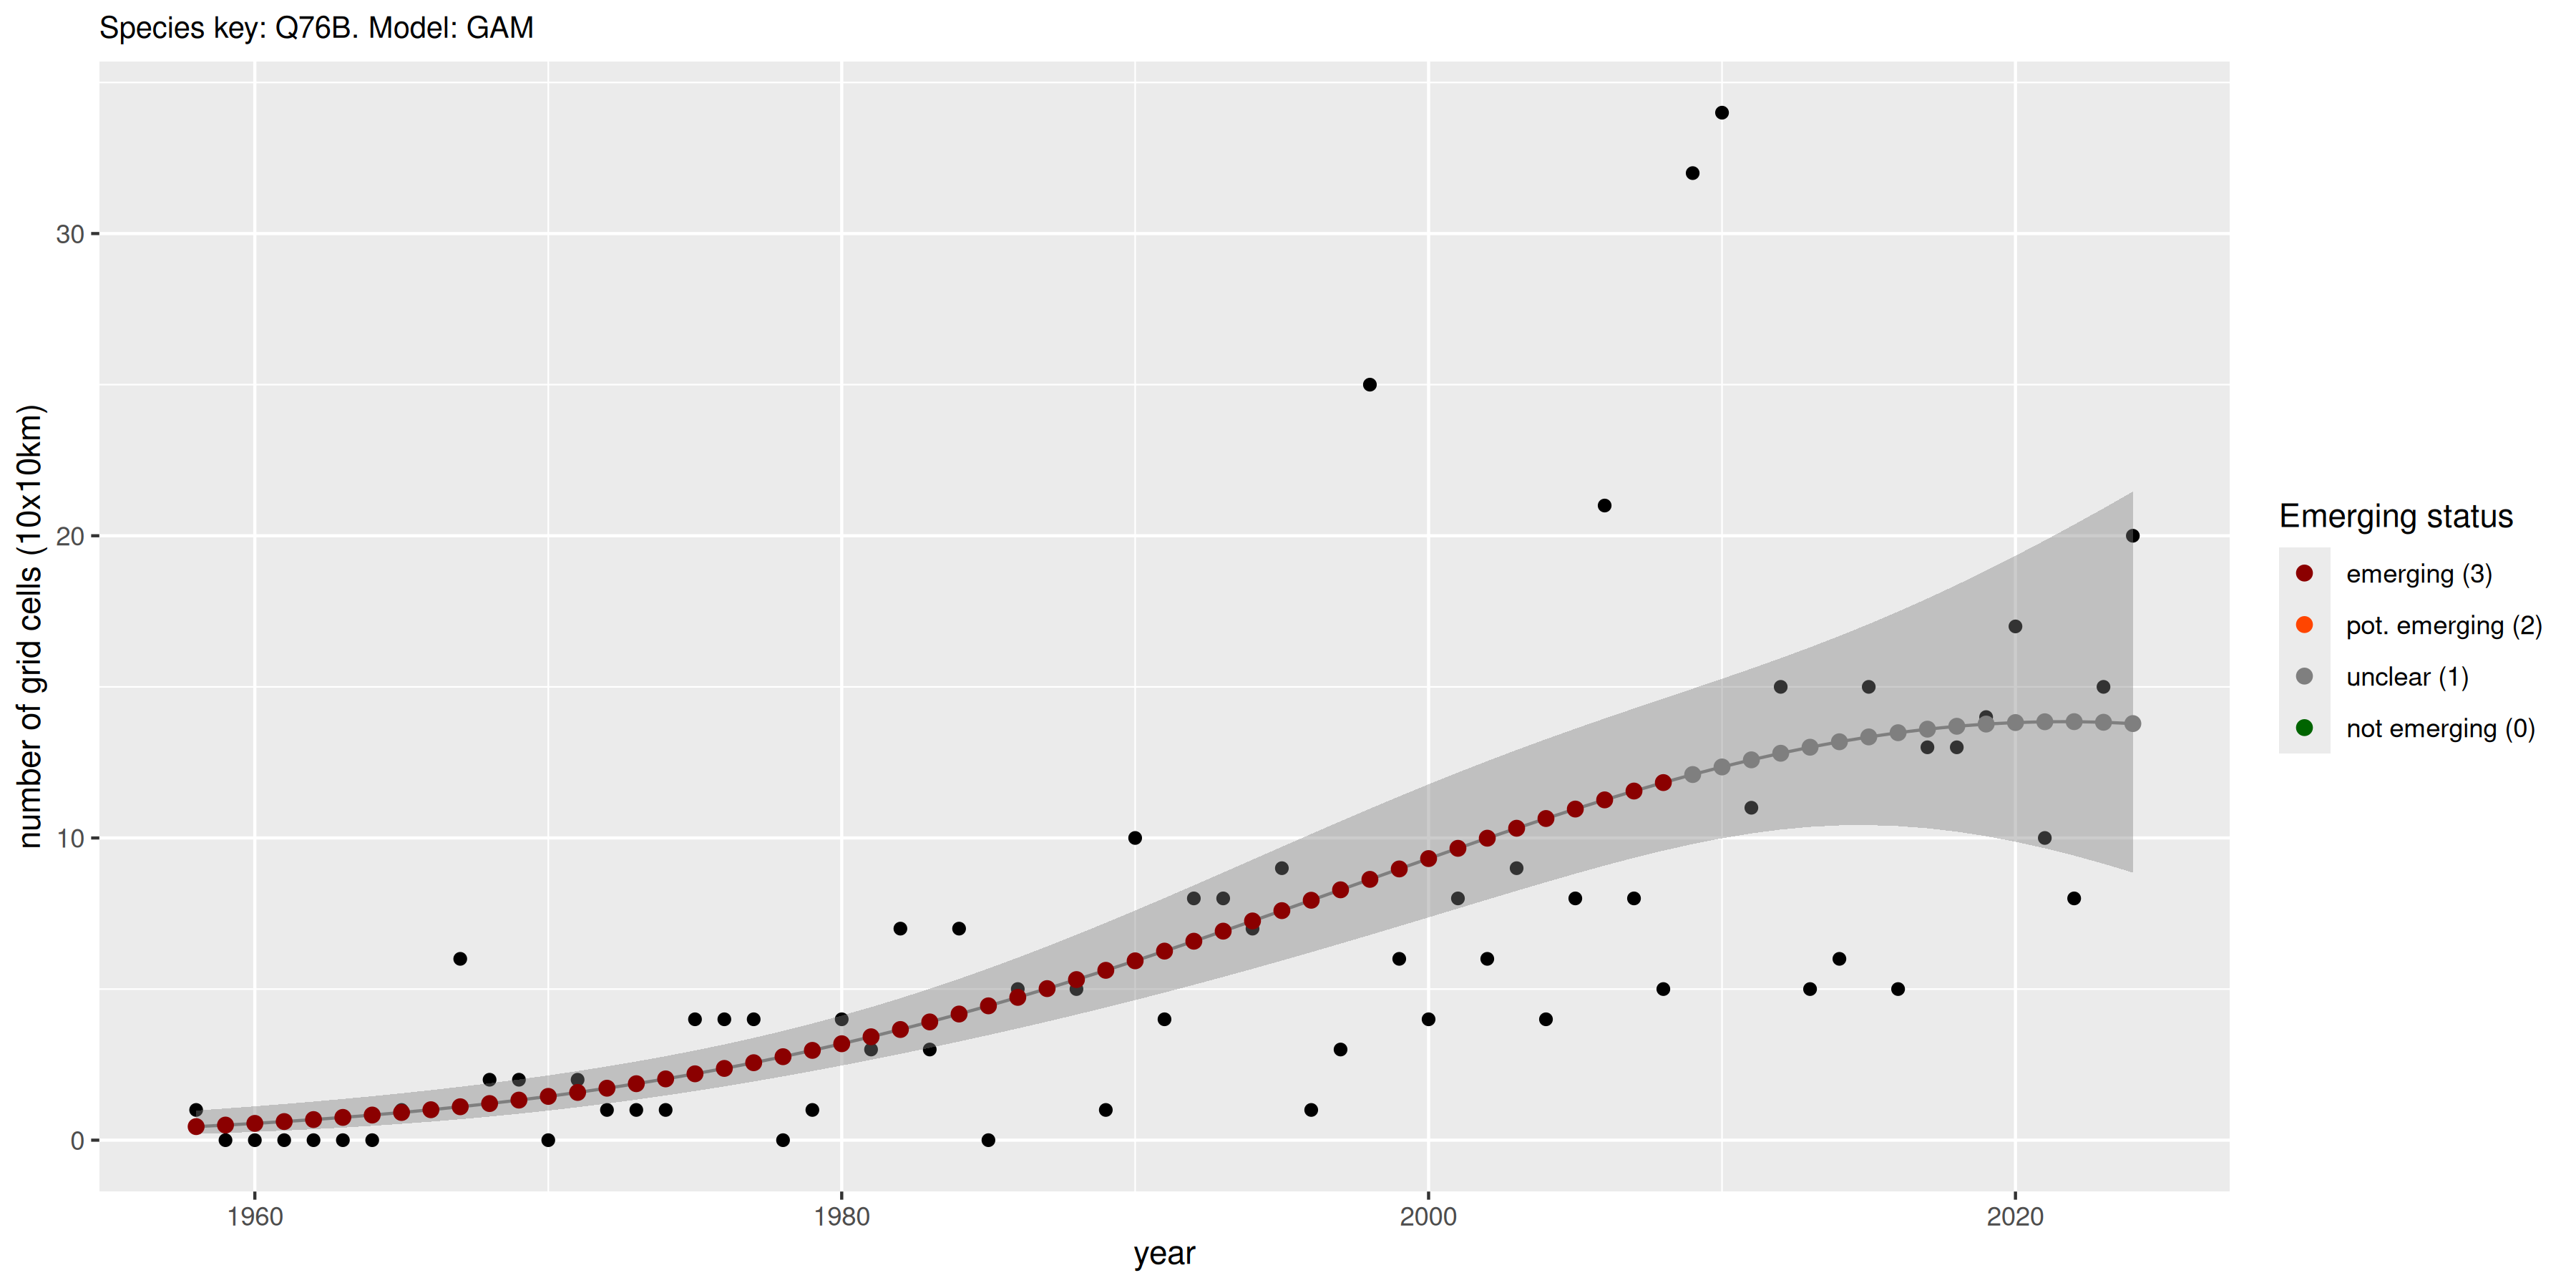 Species key: Q76B. Model: GAM
number of grid cells (10x10km)
30
20
10
0
1960
1980
2000
2020
year
Emerging status
emerging (3)
pot. emerging (2)
unclear (1)
not emerging (0)